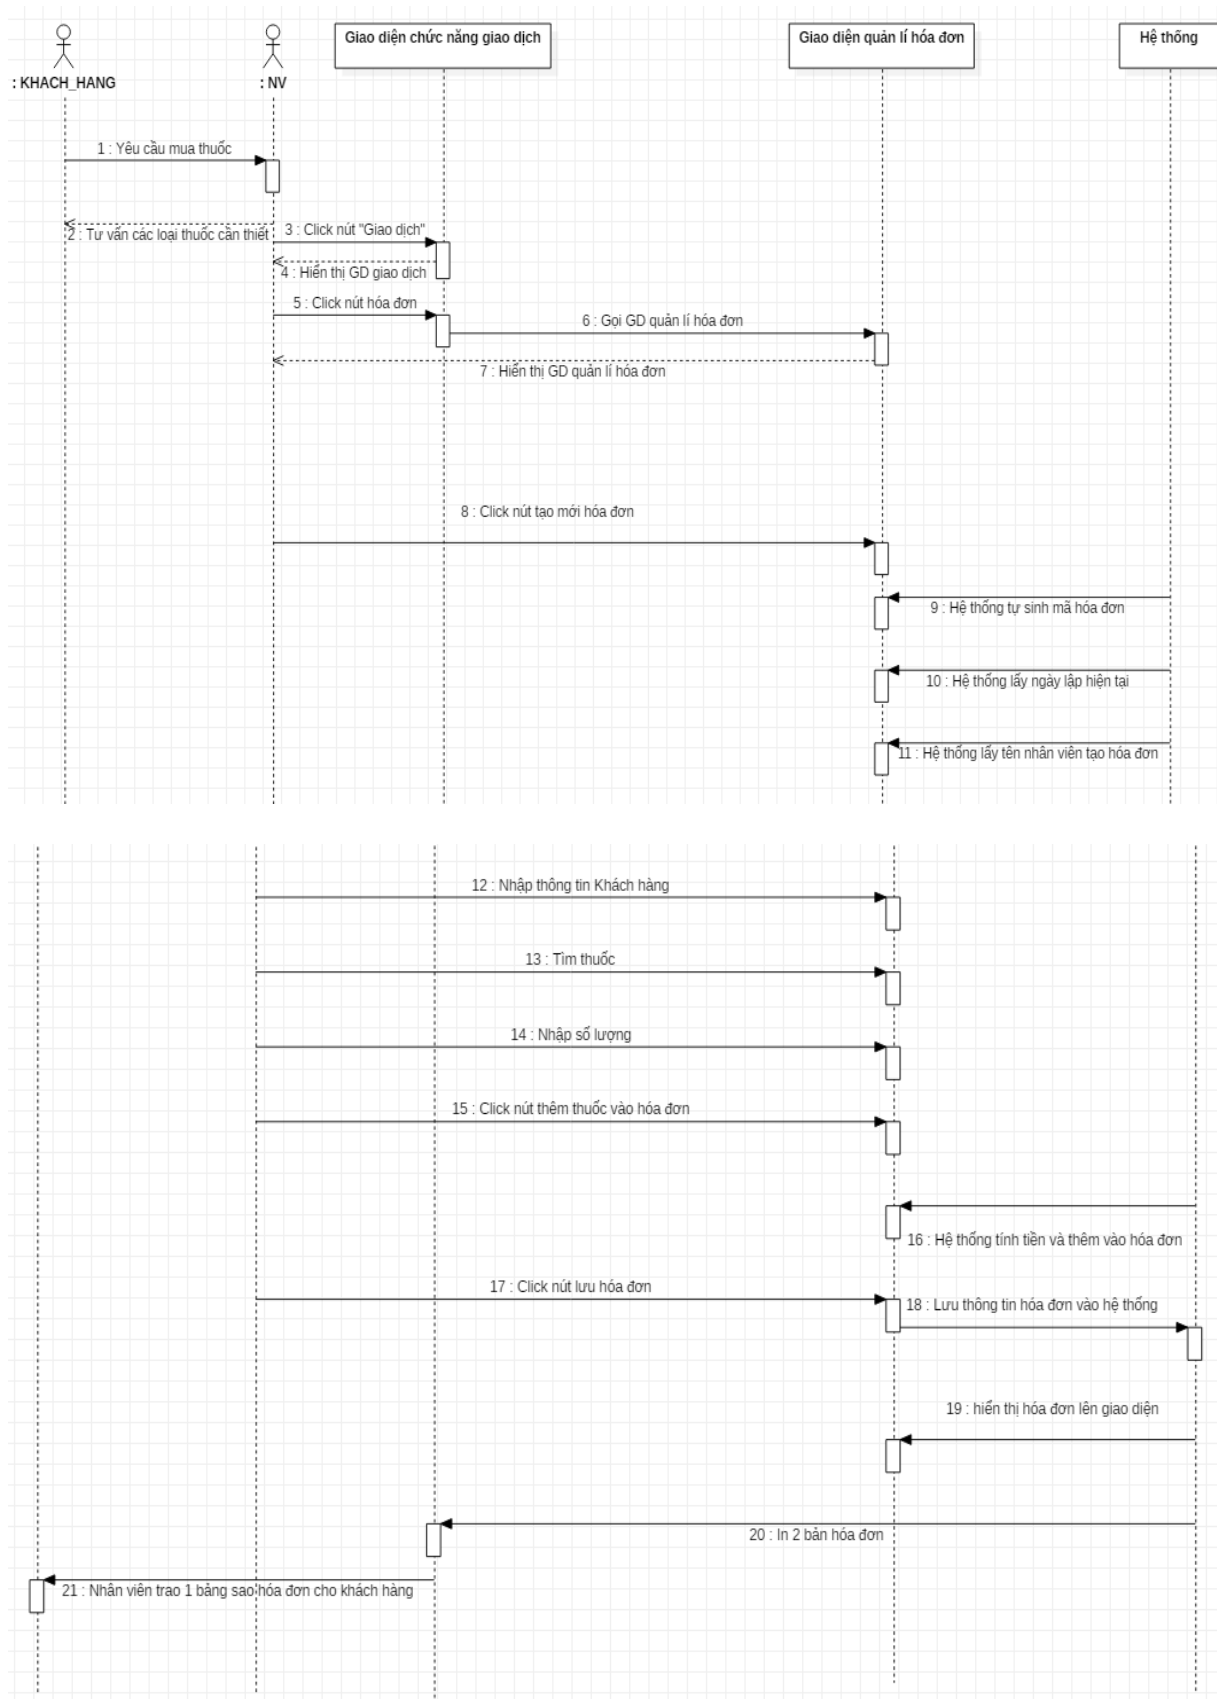 Giao diện chức năng giao dịch
Giao diện quản lí hóa đơn
Hệ thống
: KHACH_HANG
: NV
1 : Yêu cầu mua thuốc
2 : Tư vấn các loại thuốc cần thiết
3 : Click nút "Giao dịch"
4 : Hiển thị GD giao dịch
5 : Click nút hóa đơn
6 : Gọi GD quản lí hóa đơn
7 : Hiển thị GD quản lí hóa đơn
8 : Click nút tạo mới hóa đơn
9 : Hệ thống tự sinh mã hóa đơn
10 : Hệ thống lấy ngày lập hiện tại
11 : Hệ thống lấy tên nhân viên tạo hóa đơn
12 : Nhập thông tin Khách hàng
13 : Tìm thuốc
14 : Nhập số lượng
15 : Click nút thêm thuốc vào hóa đơn
16 : Hệ thống tính tiền và thêm vào hóa đơn
17 : Click nút lưu hóa đơn
18 : Lưu thông tin hóa đơn vào hệ thống
19 : hiển thị hóa đơn lên giao diện
20 : In 2 bản hóa đơn
21 : Nhân viên trao 1 bảng sao hóa đơn cho khách hàng